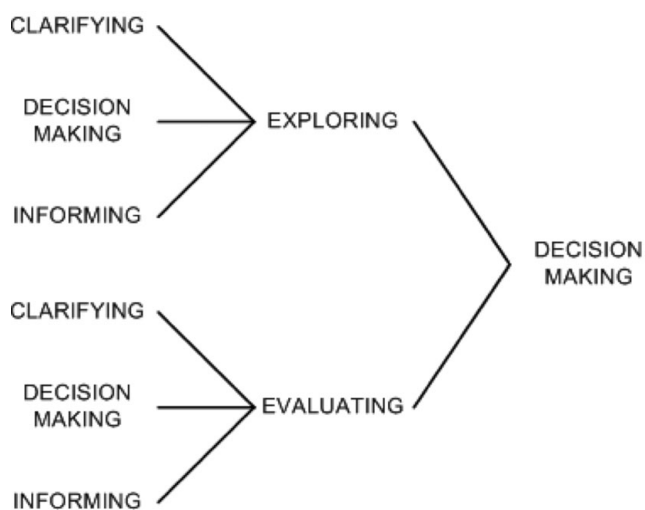 CLARIFYING
DECISION
MAKING
EXPLORING
INFORMING
DECISION
MAKING
CLARIFYING
DECISION
MAKING
EVALUATING
INFORMING